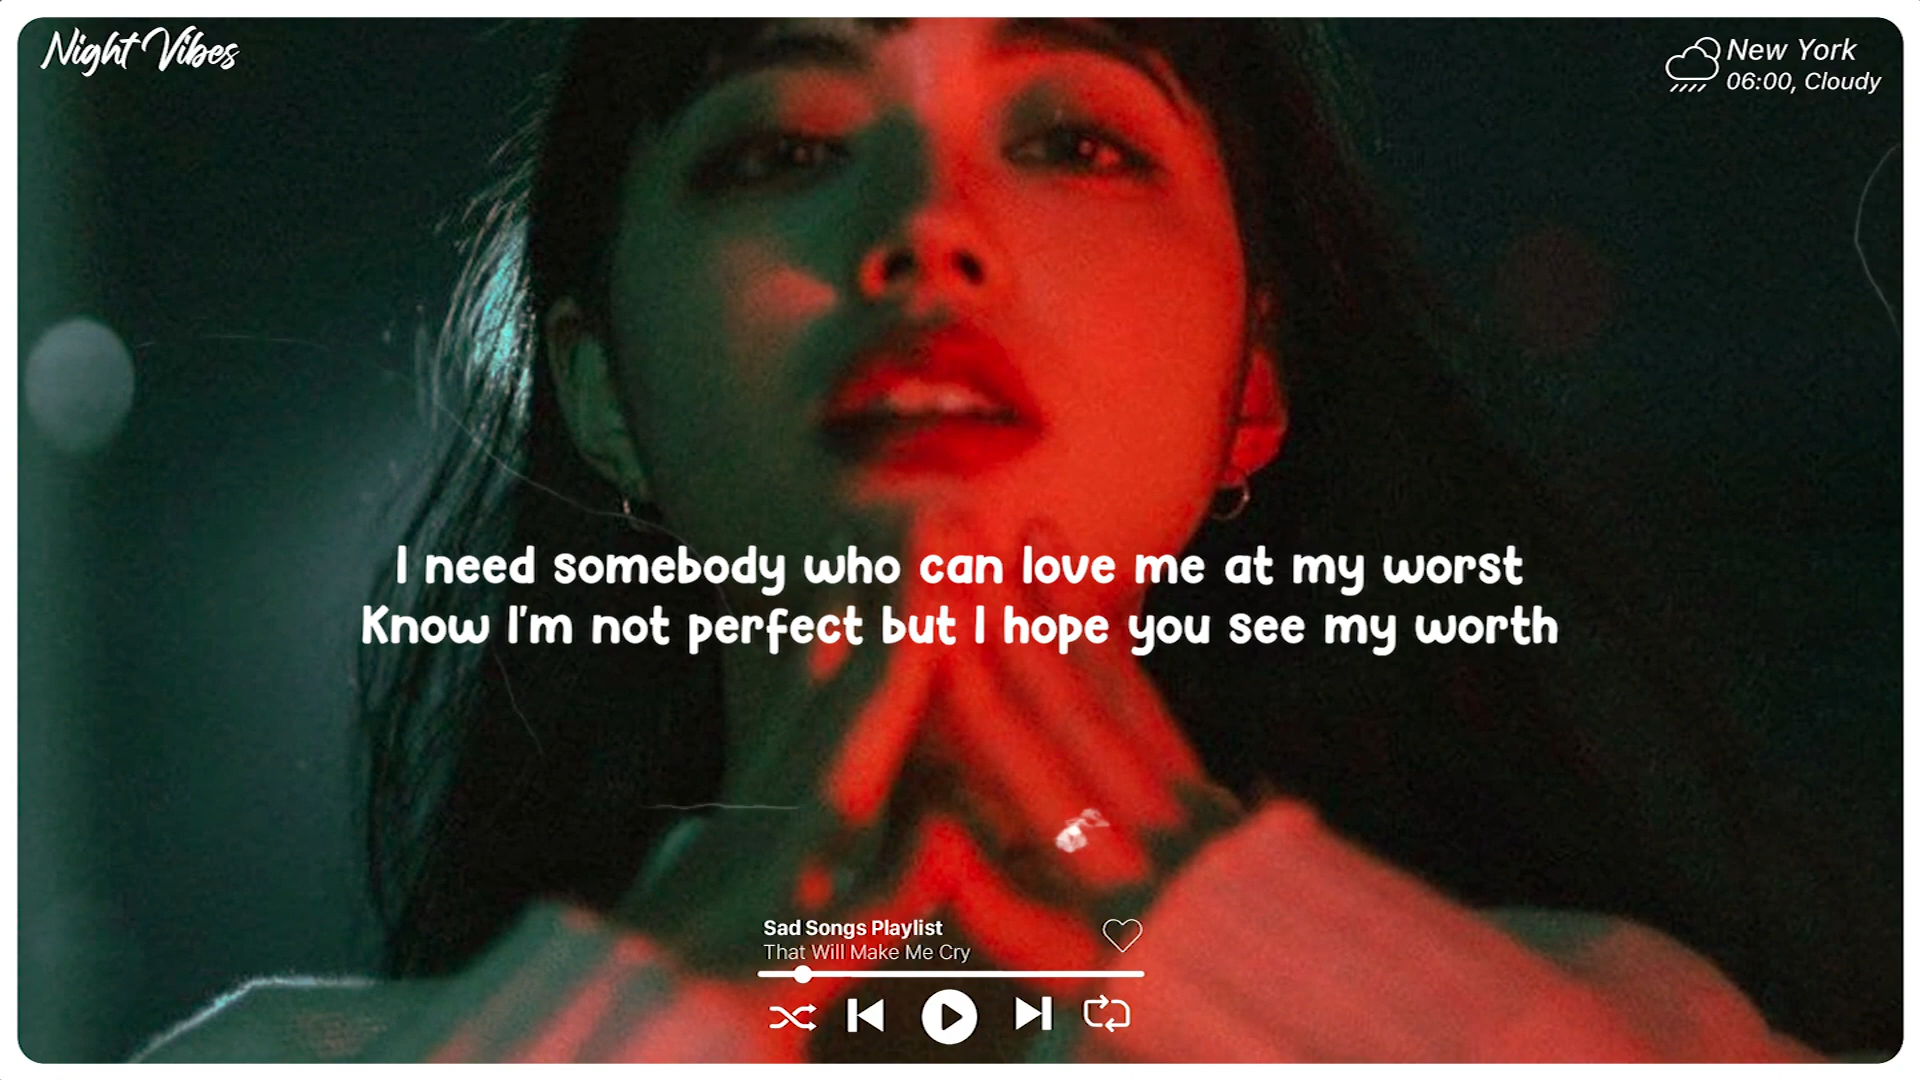 Night Vibes
New York
06:00, Cloudy
I need somebody who can love me at my worst
Know I'm not perfect but I hope you see my worth
Sad Songs Playlist
That Will Make Me Cry